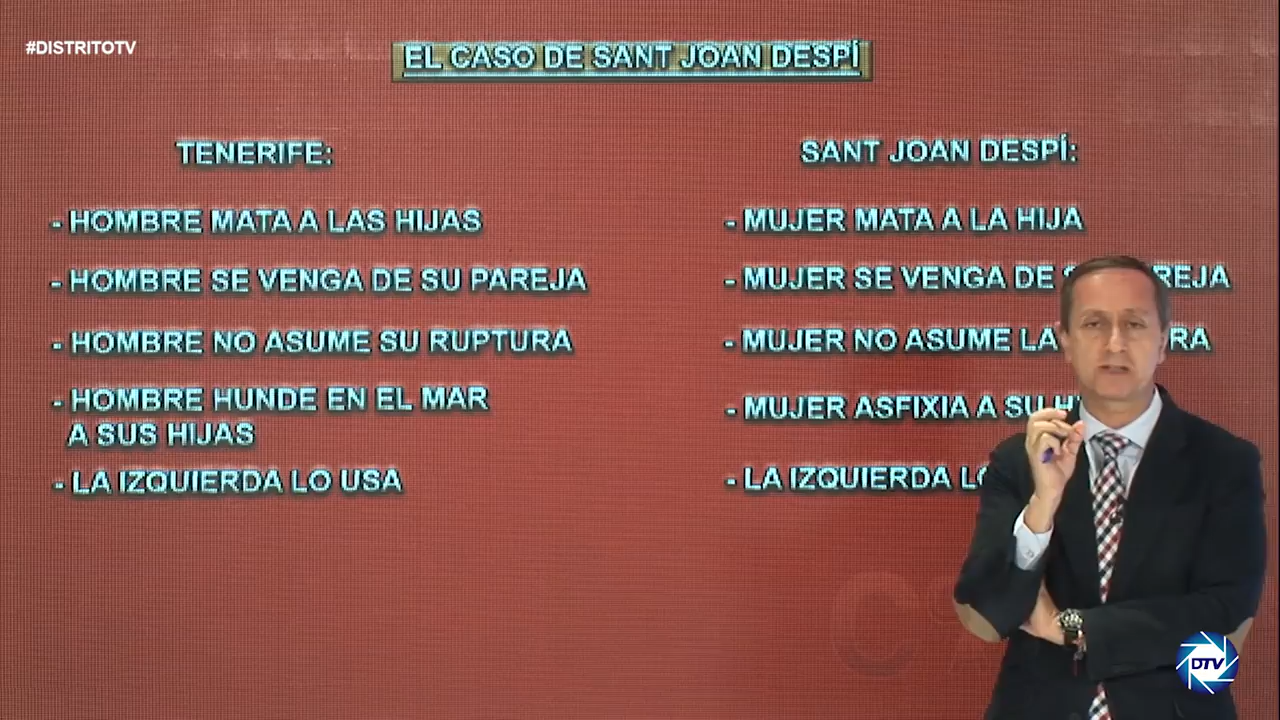 #DISTRITOTV
EL CASO DE SANT JOAN DESPÍ
TENERIFE:
- HOMBRE MATA A LAS HIJAS
- HOMBRE SE VENGA DE SU PAREJA
- HOMBRE NO ASUME SU RUPTURA
- HOMBRE HUNDE EN EL MAR
A SUS HIJAS
- LA IZQUIERDA LO USA
SANT JOAN DESPÍ:
- MUJER MATA A LA HIJA
- MUJER SE VENGA DE
- MUJER NO ASUME LA
- MUJER ASFIXIA A SU
- LA IZQUIERDA
DTV